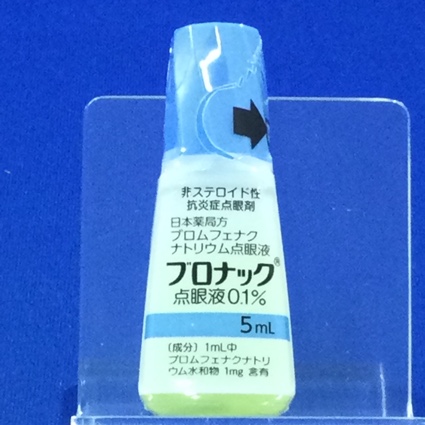 非ステロイド性
抗炎症点眼剤
日本薬局方
ブロムフェナク
ナトリウム点眼液
ブロナック®
点眼液0.1%
5mL
〔成分〕1mL中
ブロムフェナクナトリ
ウム水和物 1mg 含有